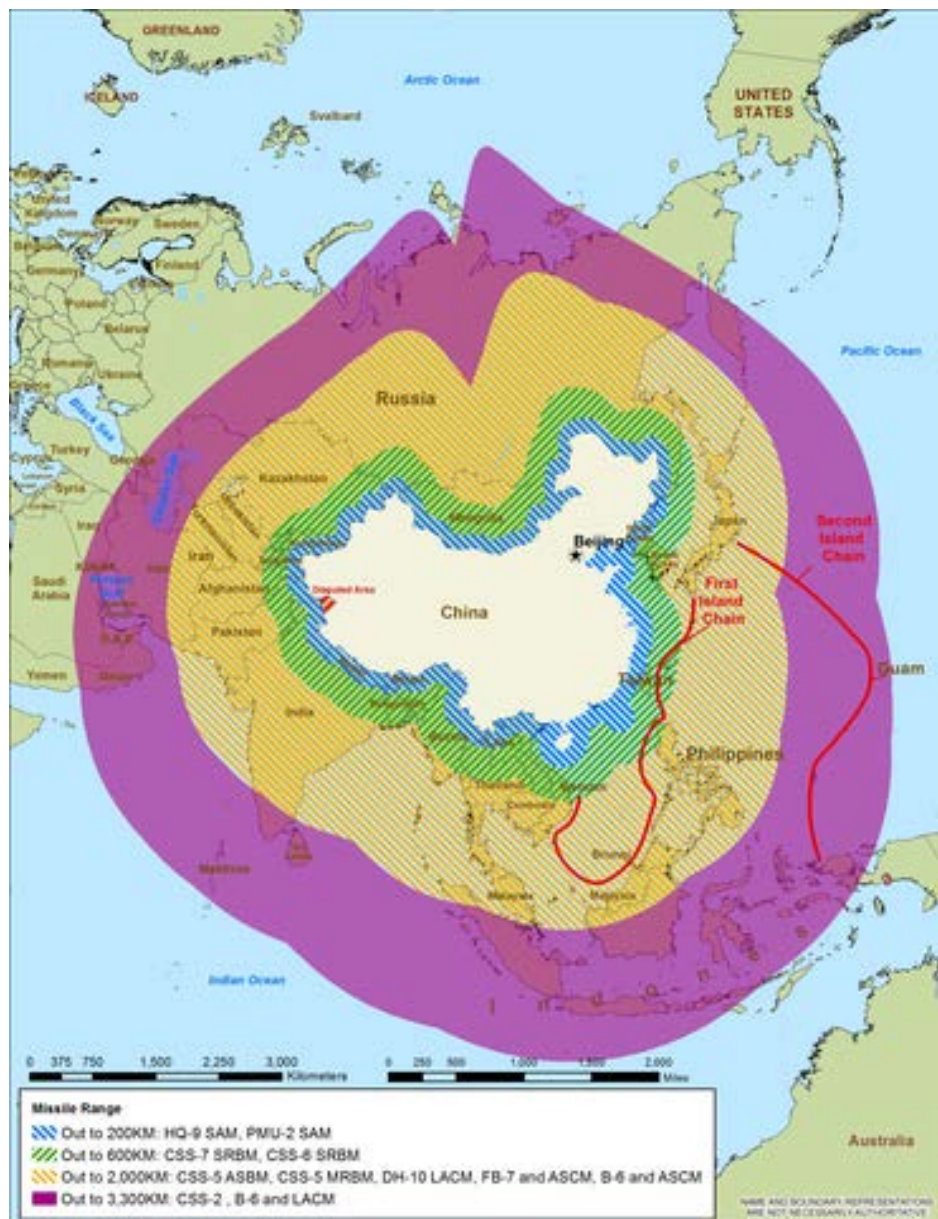 GREENLAND
Arctic Ocean
ICELAND
UNITED
STATES
Svalbard
United
Kingdom
Norway
Sweden
Finland
Germany
Poland
Belarus
Pacific Ocean
Romania
Ukraine
Russia
Black Sea
Turkey
Georgia
Cyprus
Syria
Kazakhstan
Mongolia
Japan
Second
Island
Chain
Beijing
Iran
Iran
Saudi
Arabia
Afghanistan
Disputed Area
First
Island
Chain
China
Pakistan
Yemen
Taiwan
Guam
India
Philippines
Thailand
Brunei
Maldives
Malaysia
Malaysia
Indian Ocean
I n d o n e s i a
0 375 750 1,500 2,250 3,000
Kilometers
0 250 500 1,000 1,500 2,000
Miles
Missile Range
Out to 200KM: HQ-9 SAM, PMU-2 SAM
Out to 600KM: CSS-7 SRBM, CSS-6 SRBM
Out to 2,000KM: CSS-5 ASBM, CSS-5 MRBM, DH-10 LACM, FB-7 and ASCM, B-6 and ASCM
Out to 3,300KM: CSS-2 , B-6 and LACM
Australia
NAME AND BOUNDARY REPRESENTATIONS
ARE NOT NECESSARILY AUTHORITATIVE